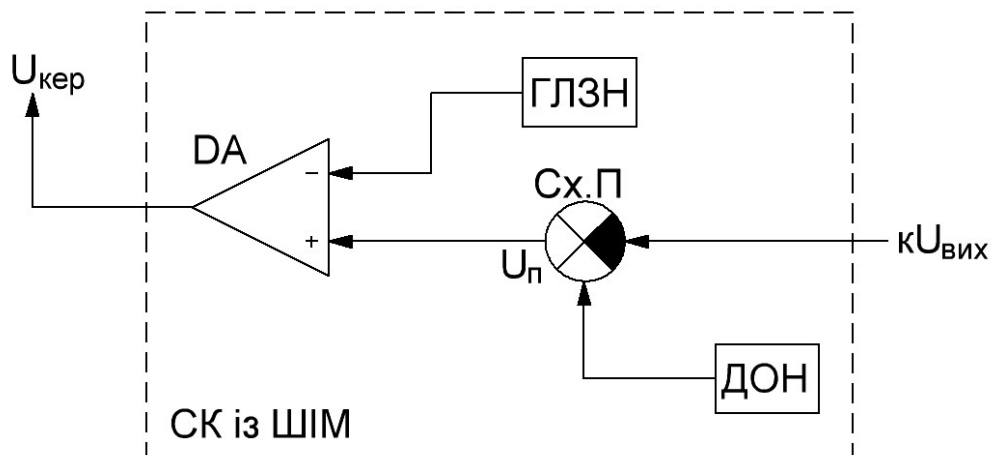 Uкер
ГЛЗН
DA
Сх.П
−
+
Uп
кUвих
ДОН
СК із ШІМ